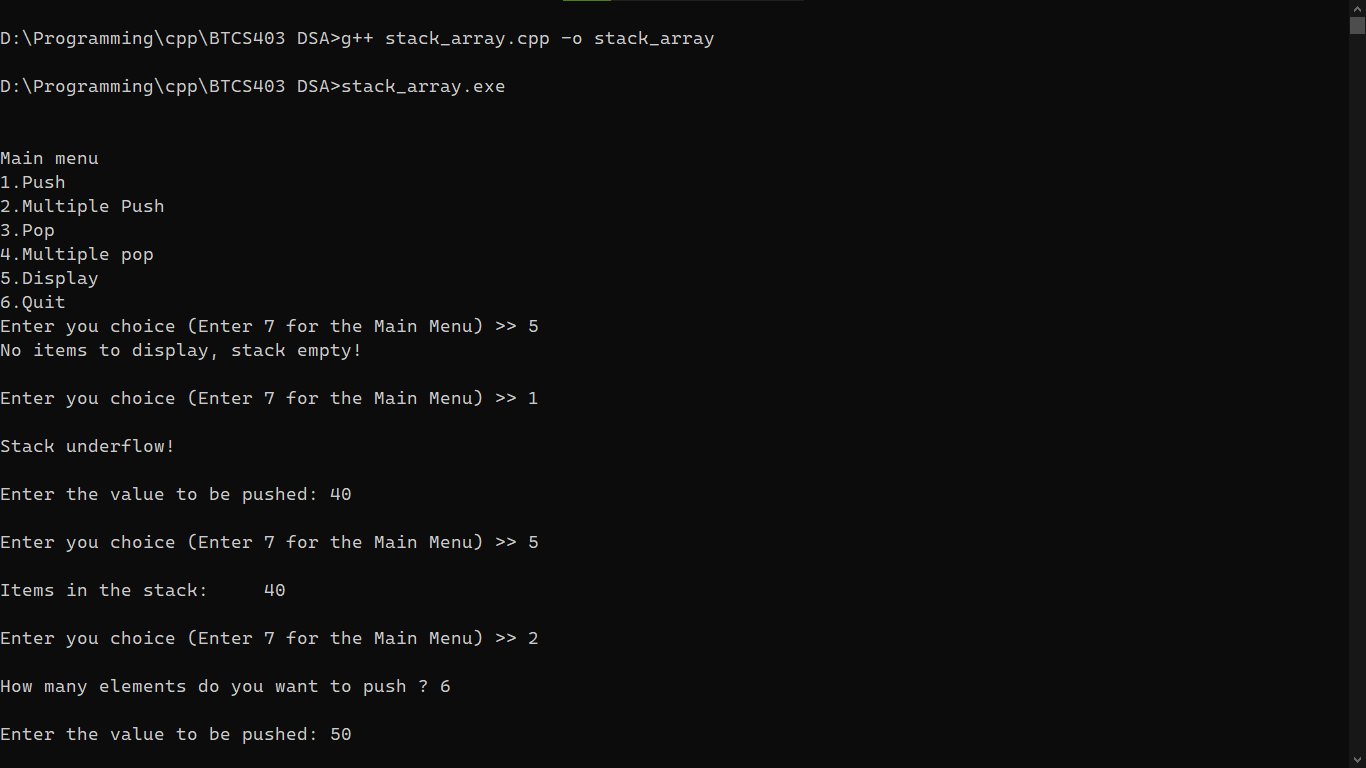 D:\Programming\cpp\BTCS403 DSA>g++ stack_array.cpp -o stack_array
D:\Programming\cpp\BTCS403 DSA>stack_array.exe
Main menu
1.Push
2.Multiple Push
3.Pop
4.Multiple pop
5.Display
6.Quit
Enter you choice (Enter 7 for the Main Menu) >> 5
No items to display, stack empty!
Enter you choice (Enter 7 for the Main Menu) >> 1
Stack underflow!
Enter the value to be pushed: 40
Enter you choice (Enter 7 for the Main Menu) >> 5
Items in the stack:     40
Enter you choice (Enter 7 for the Main Menu) >> 2
How many elements do you want to push ? 6
Enter the value to be pushed: 50